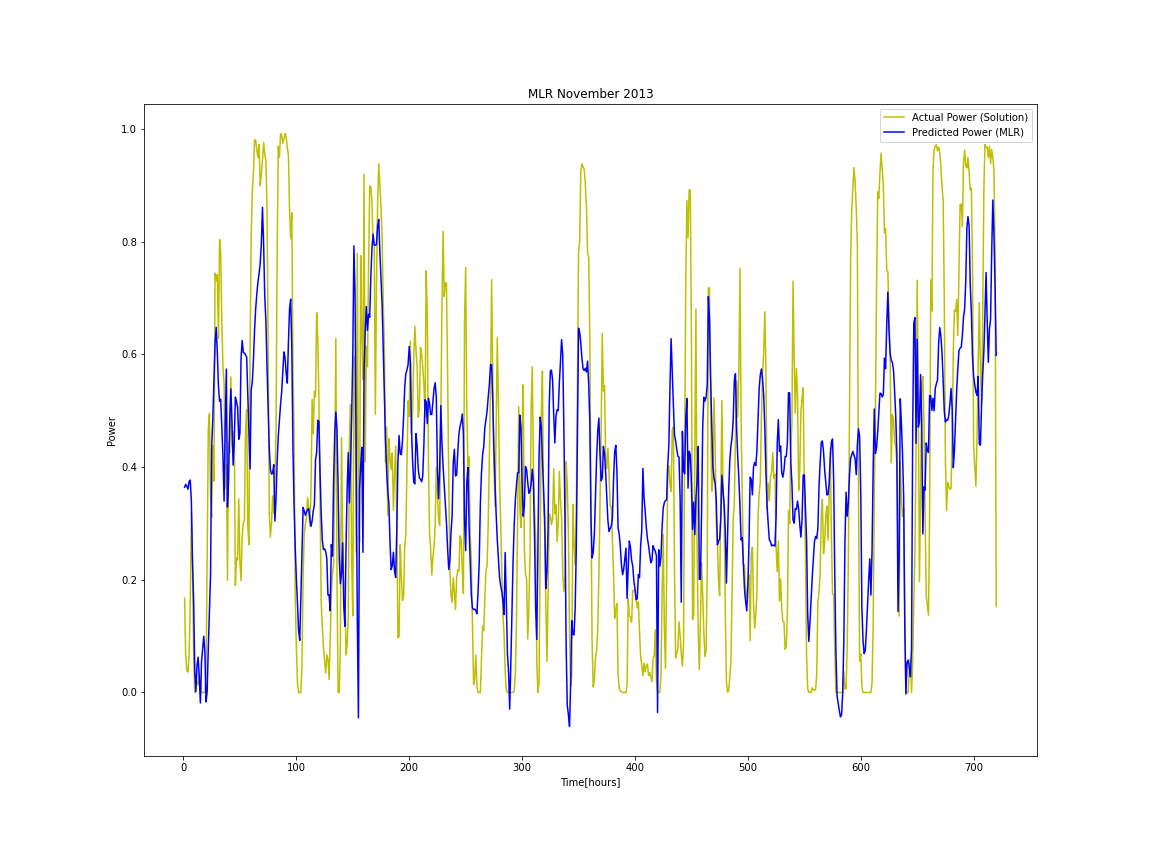 MLR November 2013
Actual Power (Solution)
Predicted Power (MLR)
1.0
0.8
0.6
0.4
0.2
0.0
Power
0 100 200 300 400 500 600 700
Time[hours]